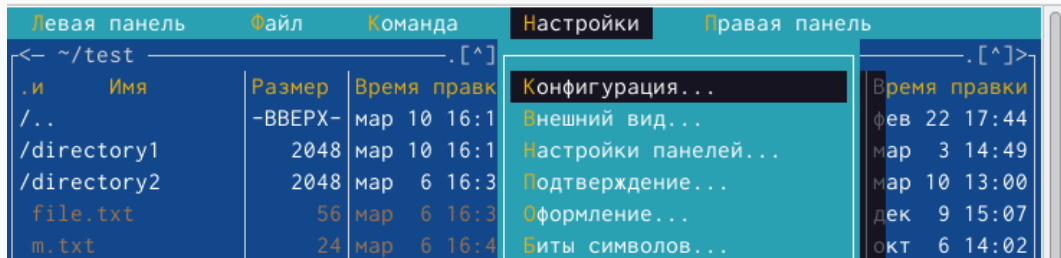 Левая панель Файл Команда Настройки Правая панель
<— ~/test .[^] .[^]>
.и Имя Размер Время правк Конфигурация... Время правки
/.. -ВВЕРХ- мар 10 16:1 Внешний вид... фев 22 17:44
/directory1 2048 мар 10 16:1 Настройки панелей... мар 3 14:49
/directory2 2048 мар 6 16:3 Подтверждение... мар 10 13:00
file.txt 56 мар 6 16:3 Оформление... дек 9 15:07
m.txt 24 мар 6 16:4 Биты символов... окт 6 14:02